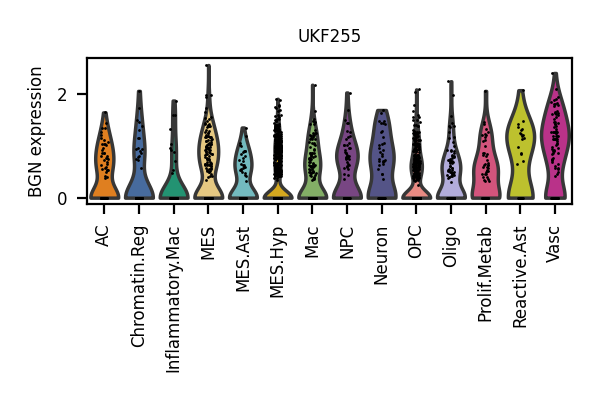 UKF255
BGN expression
2
0
AC
Chromatin.Reg
Inflammatory.Mac
MES
MES.Ast
MES.Hyp
Mac
NPC
Neuron
OPC
Oligo
Prolif.Metab
Reactive.Ast
Vasc